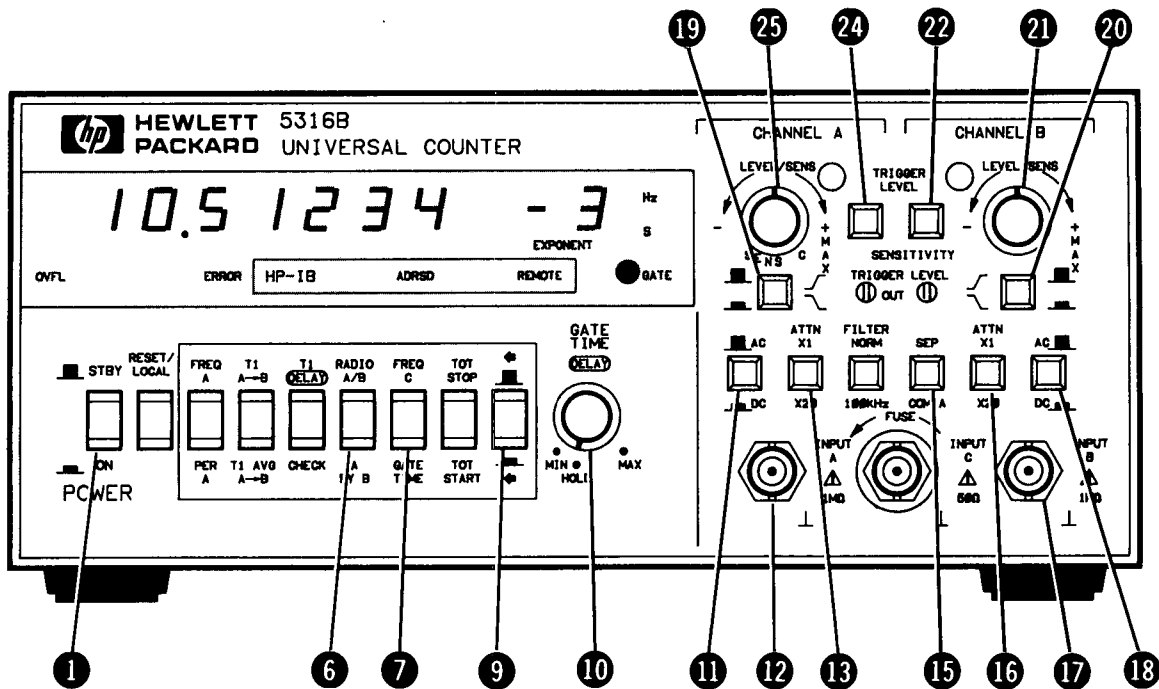 19 25 24 22 21 20
HEWLETT PACKARD
5316B
UNIVERSAL COUNTER
CHANNEL A
CHANNEL B
LEVEL/SENS
TRIGGER LEVEL
LEVEL/SENS
10.51234 -3
Hz
S
EXPONENT
- +MAX
SENSITIVITY
- +MAX
OVFL
ERROR
HP-IB
ADRSD
REMOTE
GATE
TRIGGER LEVEL
OUT
STBY
RESET/LOCAL
FREQ A
T1 A→B
T1 DELAY
RADIO A/B
FREQ C
TOT STOP
GATE TIME
DELAY
AC
ATTN X1
FILTER NORM
SEP
ATTN X1
AC
DC
X20
100kHz
COM A
X20
DC
ON
PER A
T1 AVG A→B
CHECK
A B
GATE TIME
TOT START
MIN
HOLD
MAX
POWER
FUSE
INPUT A
1MΩ
INPUT C
50Ω
INPUT B
1MΩ
1 6 7 9 10 11 12 13 15 16 17 18